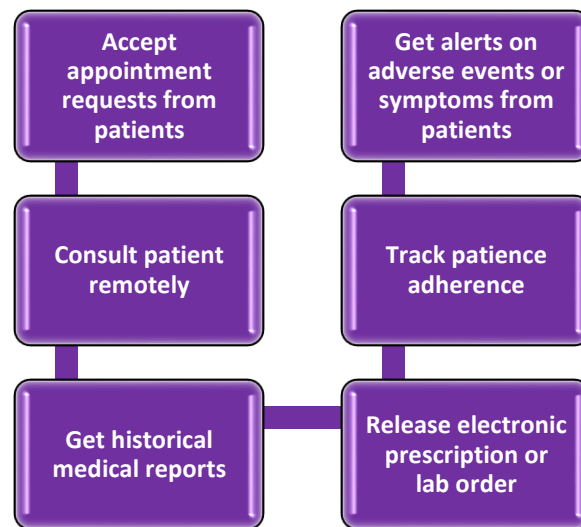 Accept
appointment
requests from
patients
Consult patient
remotely
Get historical
medical reports
Release electronic
prescription or
lab order
Track patience
adherence
Get alerts on
adverse events or
symptoms from
patients